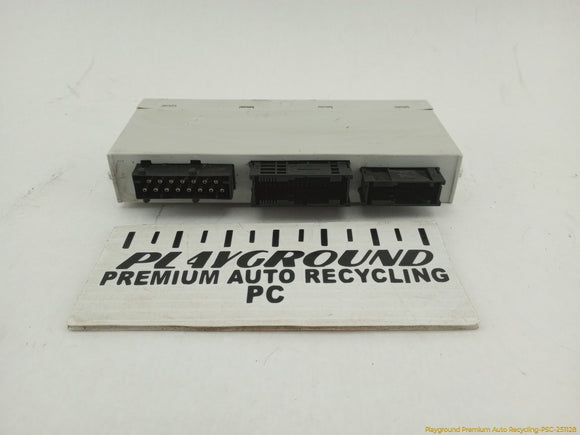 PLAYGROUND
PREMIUM AUTO RECYCLING
PC
Playground Premium Auto Recycling-PSC-251128